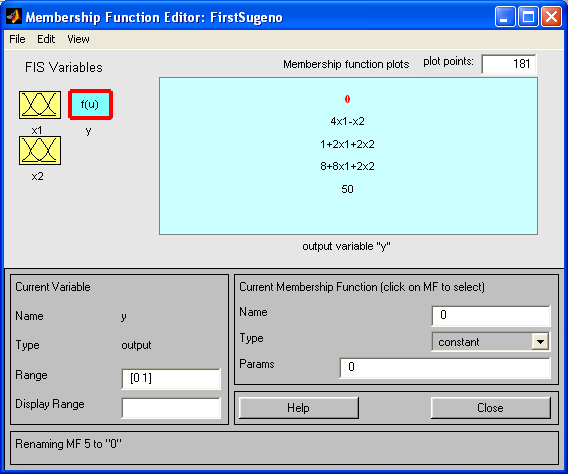 Membership Function Editor: FirstSugeno
File Edit View
FIS Variables
Membership function plots plot points: 181
f(u)
x1 y
x2
0
4x1-x2
1+2x1+2x2
8+8x1+2x2
50
output variable "y"
Current Variable
Name y
Type output
Range [0 1]
Display Range
Current Membership Function (click on MF to select)
Name 0
Type constant
Params 0
Help Close
Renaming MF 5 to "0"